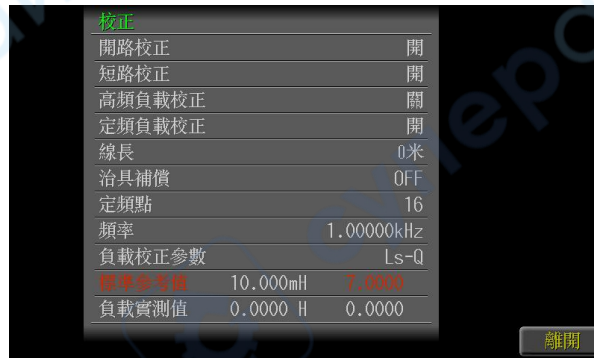 校正
開路校正 開
短路校正 開
高頻負載校正 關
定頻負載校正 開
線長 0米
治具補償 OFF
定頻點 16
頻率 1.00000kHz
負載校正參數 Ls-Q
標準參考值 10.000mH 7.0000
負載實測值 0.0000 H 0.0000
離開